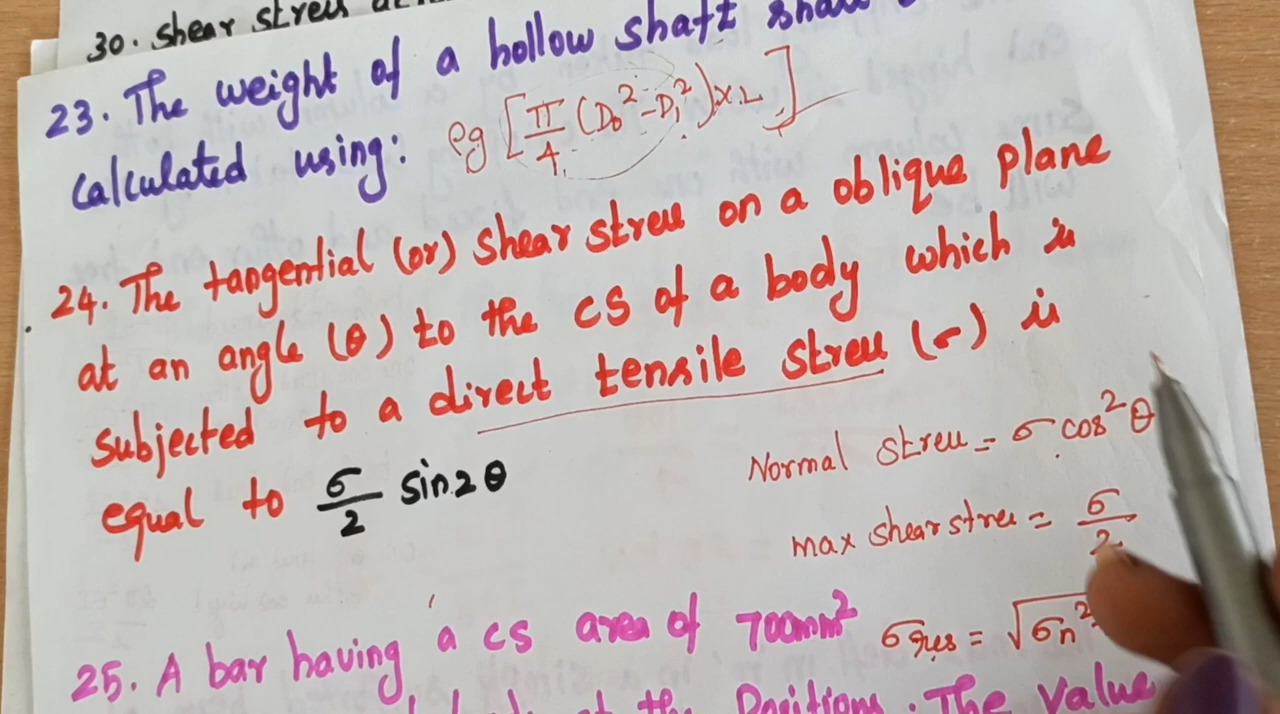 30. Shear stress
23. The weight of a hollow shaft
calculated using: ρg [π/4 (D₀² - D₁²) x L]
24. The tangential (or) shear stress on a oblique plane
at an angle (θ) to the cs of a body which is
subjected to a direct tensile stress (σ) is
equal to σ/2 sin2θ
Normal stress = σ cos²θ
max shear stress = σ/2
25. A bar having a cs area of 700mm²
σres = √σn²
at the Positions. The value